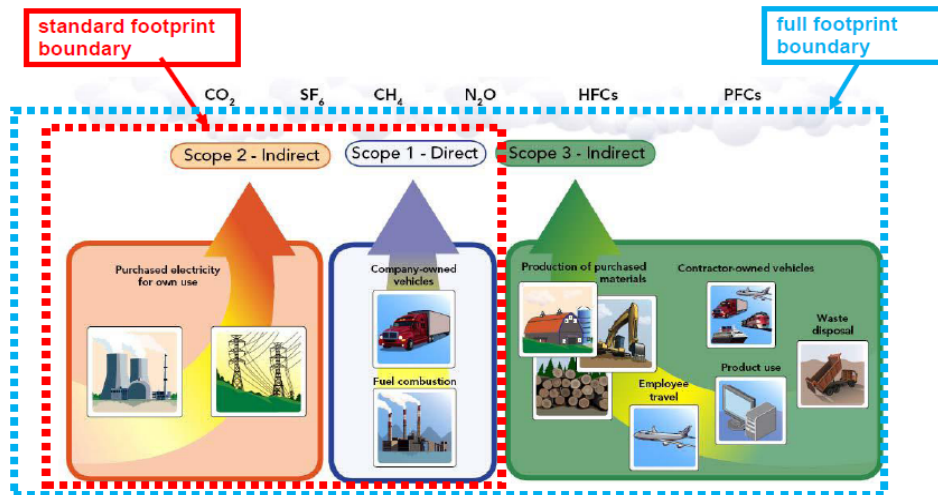 standard footprint
boundary
full footprint
boundary
CO₂ SF₆ CH₄ N₂O HFCs PFCs
Scope 2 - Indirect
Scope 1 - Direct
Scope 3 - Indirect
Purchased electricity
for own use
Company-owned
vehicles
Fuel combustion
Production of purchased
materials
Contractor-owned vehicles
Waste
disposal
Product use
Employee
travel